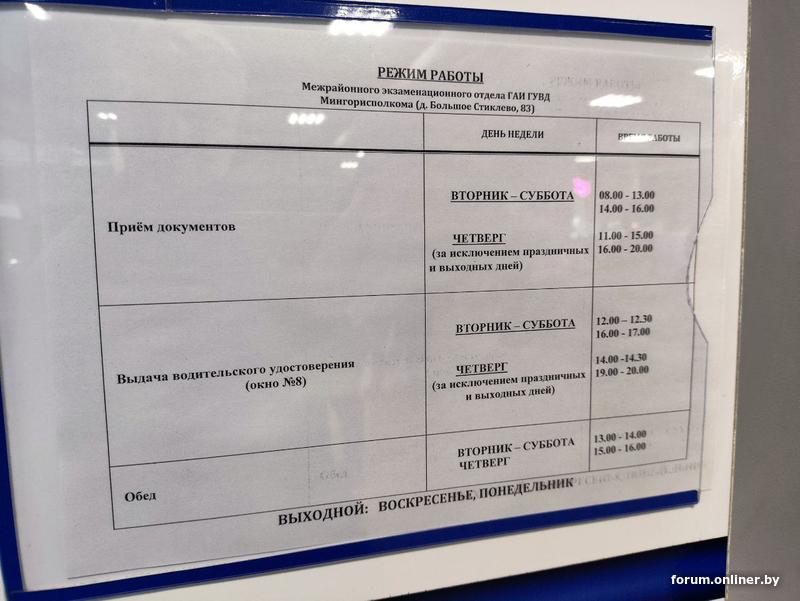 РЕЖИМ РАБОТЫ
Межрайонного экзаменационного отдела ГАИ ГУВД
Мингорисполкома (д. Большое Стиклево, 83)
ДЕНЬ НЕДЕЛИ
ВРЕМЯ РАБОТЫ
Приём документов
ВТОРНИК – СУББОТА
08.00 - 13.00
14.00 - 16.00
ЧЕТВЕРГ
(за исключением праздничных
и выходных дней)
11.00 - 15.00
16.00 - 20.00
Выдача водительского удостоверения
(окно №8)
ВТОРНИК – СУББОТА
12.00 – 12.30
16.00 - 17.00
ЧЕТВЕРГ
(за исключением праздничных
и выходных дней)
14.00 -14.30
19.00 - 20.00
Обед
ВТОРНИК – СУББОТА
ЧЕТВЕРГ
13.00 - 14.00
15.00 - 16.00
ВЫХОДНОЙ: ВОСКРЕСЕНЬЕ, ПОНЕДЕЛЬНИК
forum.onliner.by